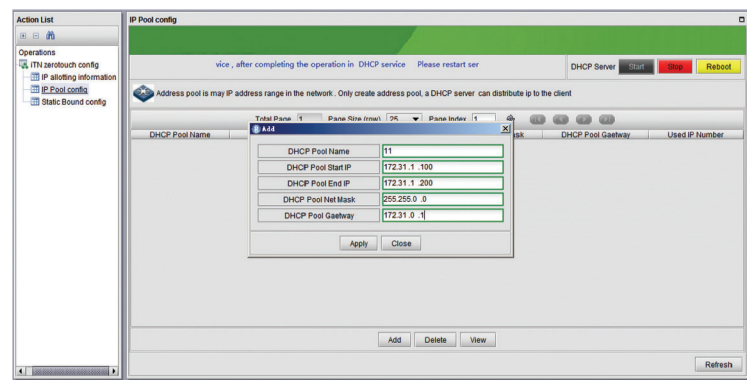 Action List
Operations
ITN zerotouch config
IP allotting information
IP Pool config
Static Bound config
IP Pool config
vice , after completing the operation in DHCP service Please restart ser
DHCP Server Start Stop Reboot
Address pool is may IP address range in the network . Only create address pool, a DHCP server can distribute ip to the client
Total Page 1 Page Size (row) 25 Page Index 1
DHCP Pool Name ask DHCP Pool Gaetway Used IP Number
Add
DHCP Pool Name 11
DHCP Pool Start IP 172.31 .1 .100
DHCP Pool End IP 172.31 .1 .200
DHCP Pool Net Mask 255.255.0 .0
DHCP Pool Gaetway 172.31 .0 .1
Apply Close
Add Delete View
Refresh